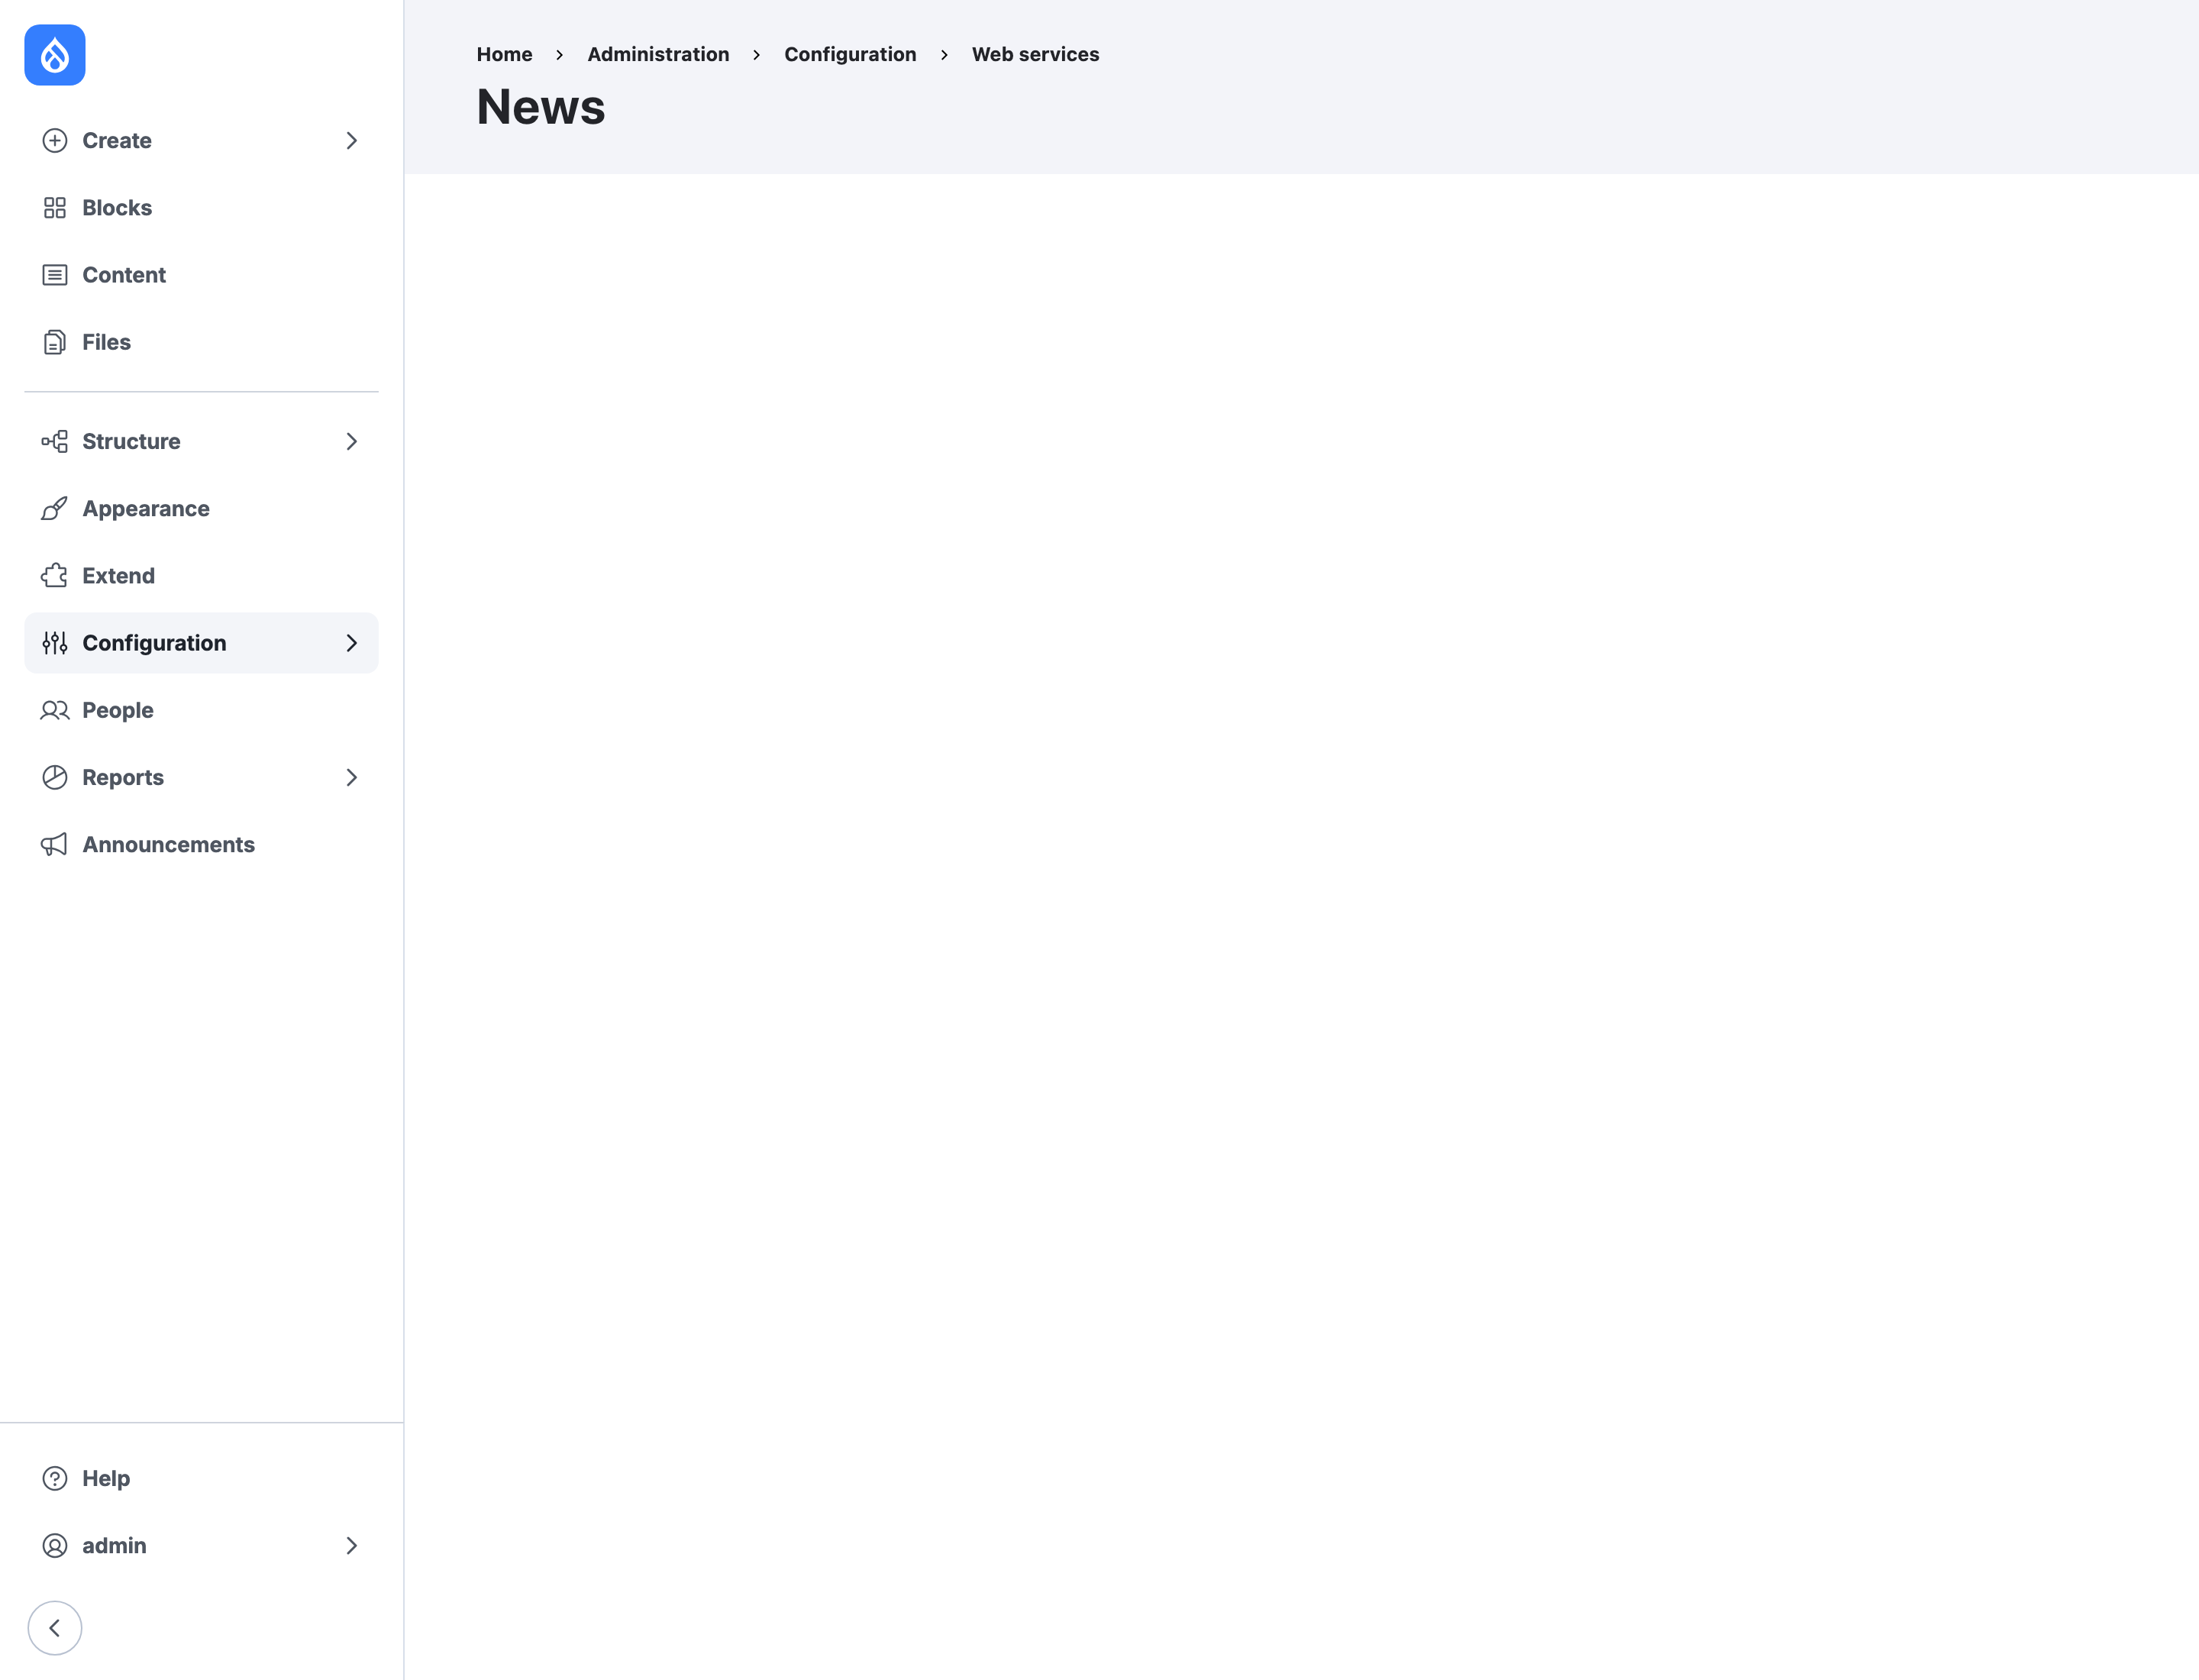 Home > Administration > Configuration > Web services
News
Create
Blocks
Content
Files
Structure
Appearance
Extend
Configuration
People
Reports
Announcements
Help
admin